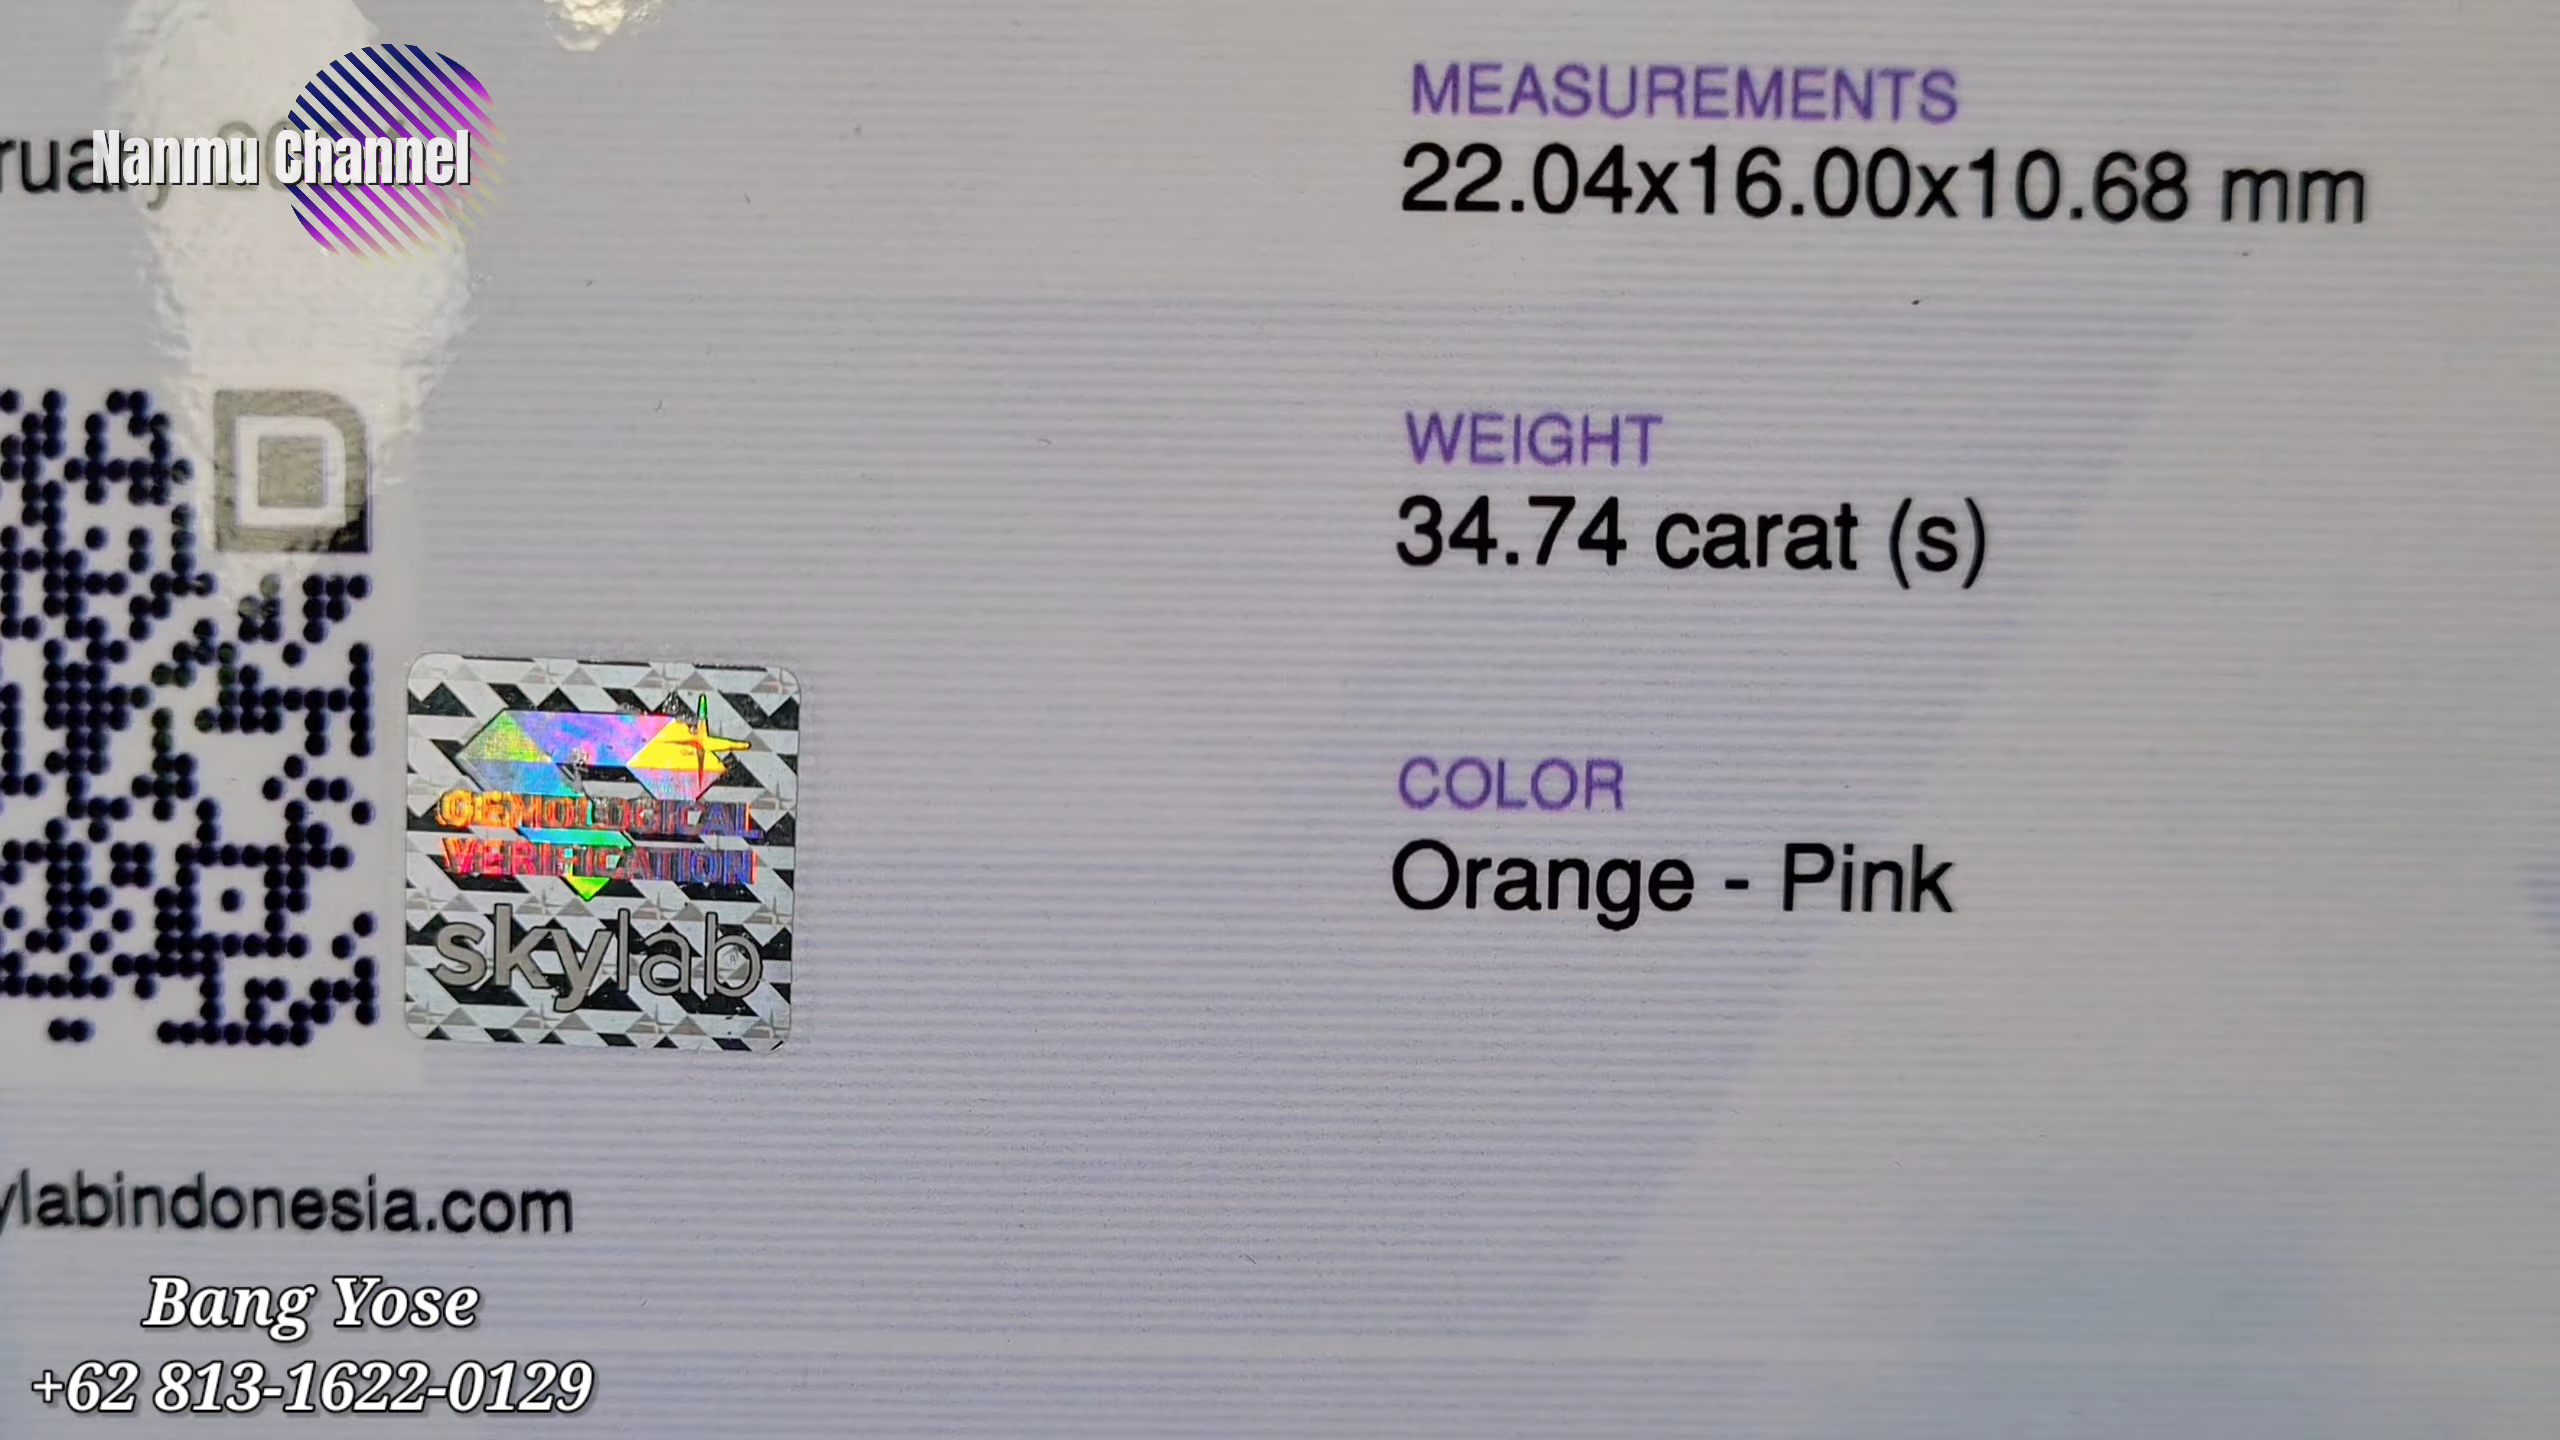 Nanmu Channel
MEASUREMENTS
22.04x16.00x10.68 mm
WEIGHT
34.74 carat (s)
COLOR
Orange - Pink
GEMOLOGICAL
VERIFICATION
skylab
ylabindonesia.com
Bang Yose
+62 813-1622-0129